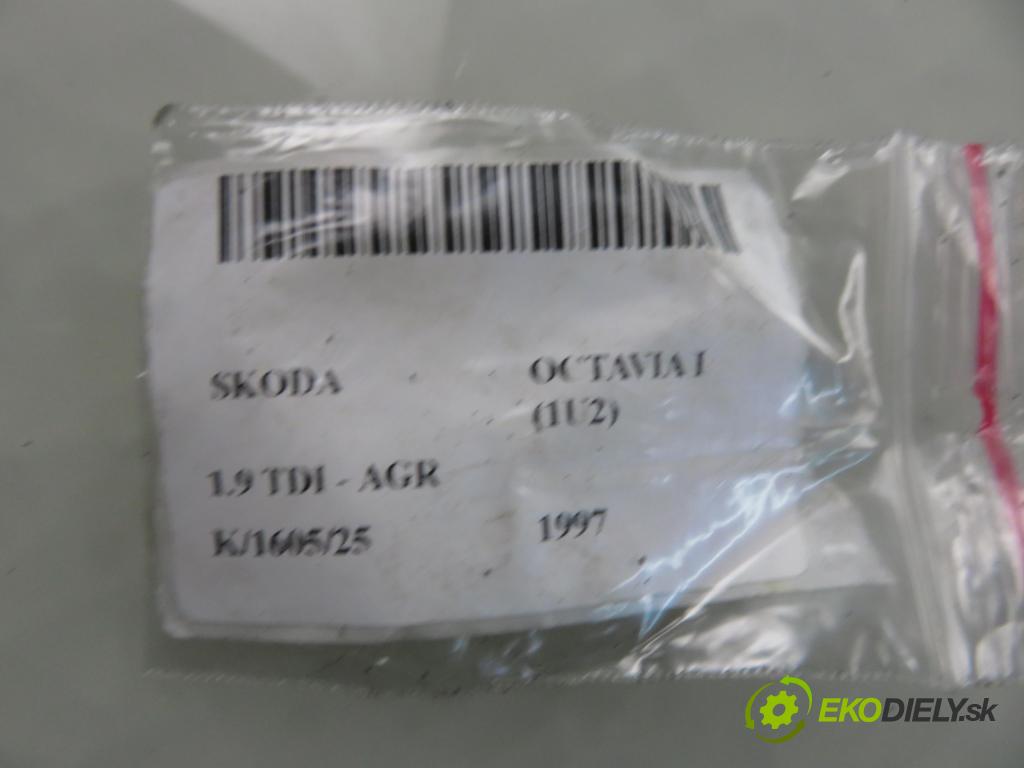 SKODA
OCTAVIA I
(1U2)
1.9 TDI - AGR
K/1605/25
1997
EKODIELY.sk